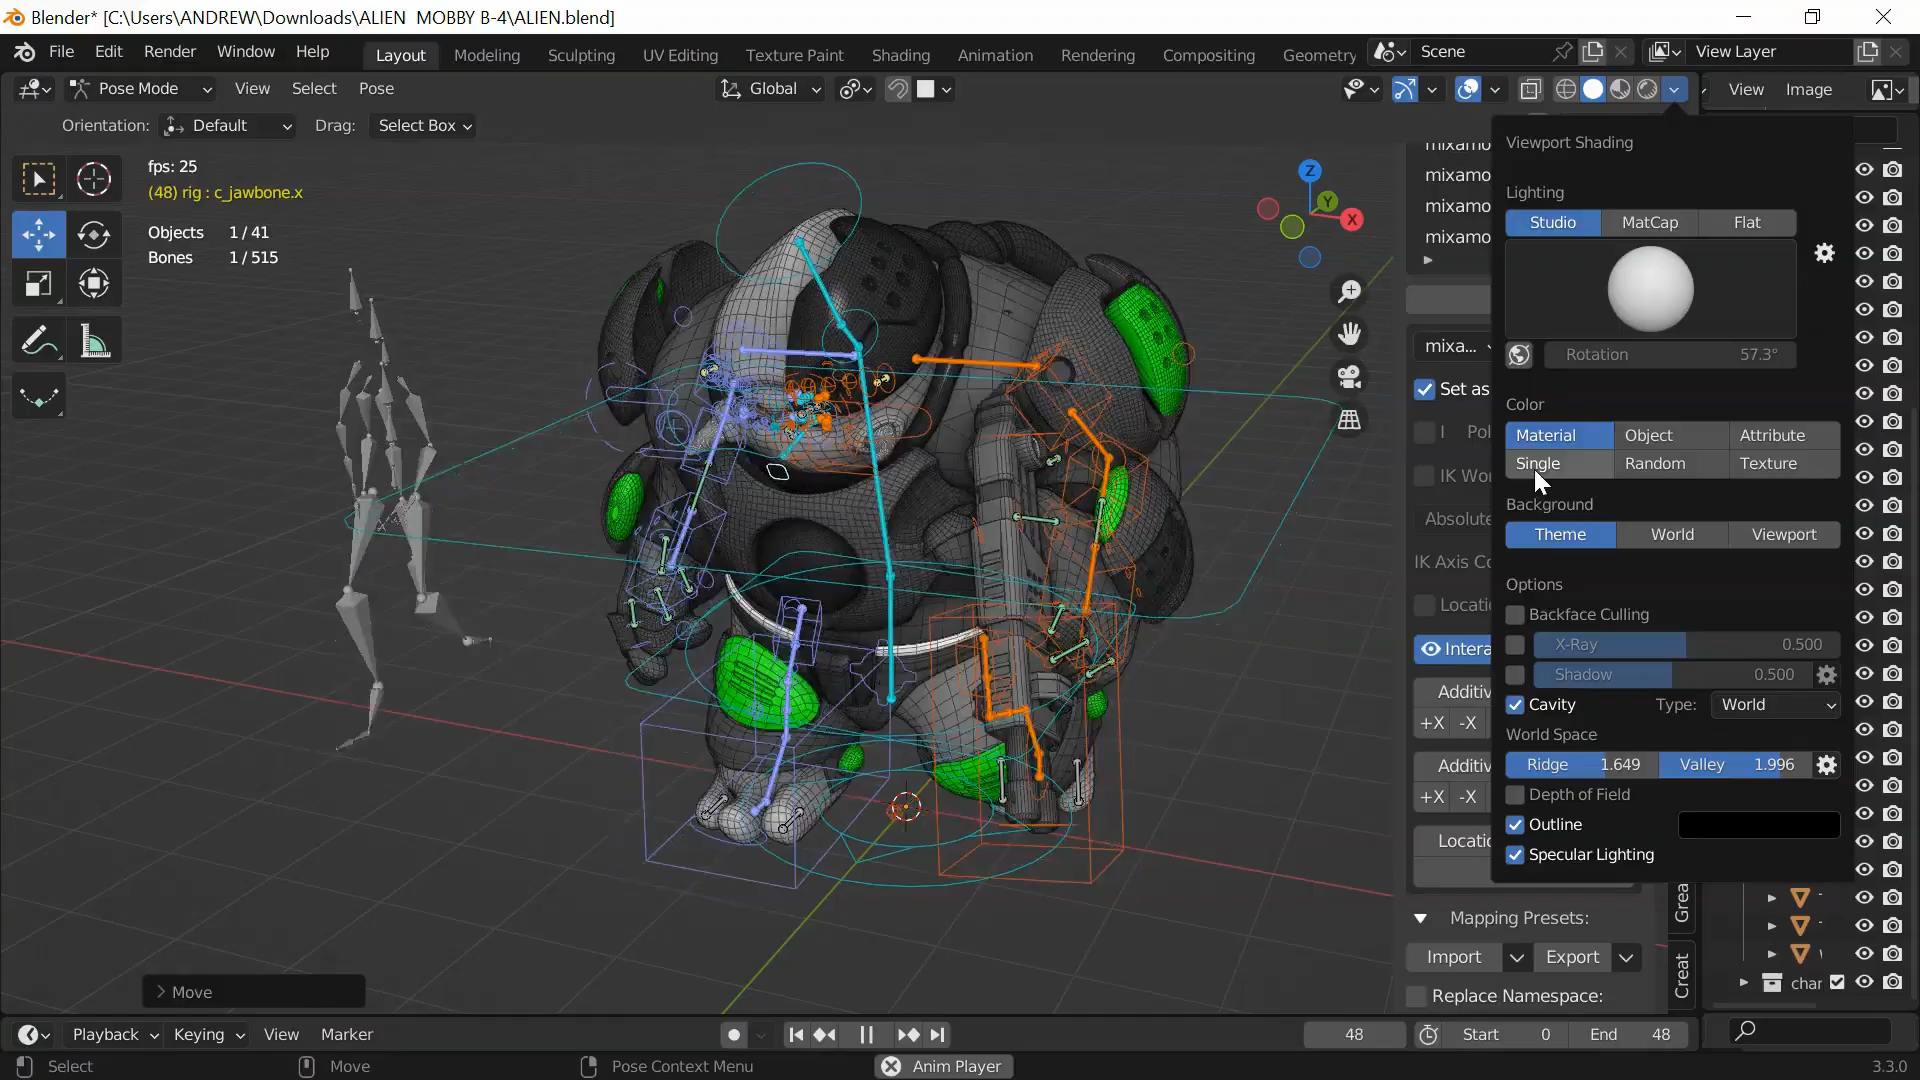 Blender* [C:\Users\ANDREW\Downloads\ALIEN  MOBBY B-4\ALIEN.blend]
File Edit Render Window Help Layout Modeling Sculpting UV Editing Texture Paint Shading Animation Rendering Compositing Geometry Scene View Layer
Pose Mode View Select Pose Global View Image
Orientation: Default Drag: Select Box
fps: 25
(48) rig : c_jawbone.x
Objects 1 / 41
Bones 1 / 515
Z
Y
X
mixamo
mixamo
mixamo
mixamo
mixa...
Set as
IK
Absolute
IK Axis
Additiv
+X -X
Additiv
+X -X
Mapping Presets:
Import Export
Replace Namespace:
Creat
Viewport Shading
Lighting
Studio MatCap Flat
Rotation 57.3°
Color
Material Object Attribute
Single Random Texture
Background
Theme World Viewport
Options
Backface Culling
X-Ray 0.500
Shadow 0.500
Cavity Type: World
World Space
Ridge 1.649 Valley 1.996
Depth of Field
Outline
Specular Lighting
char
Move
Playback Keying View Marker 48 Start 0 End 48
Select Move Pose Context Menu Anim Player 3.3.0